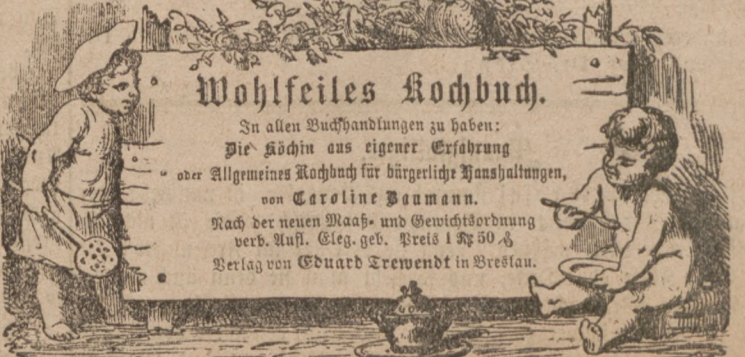 Wohlfeiles Kochbuch.
In allen Buchhandlungen zu haben:
Die Köchin aus eigener Erfahrung
oder Allgemeines Kochbuch für bürgerliche Haushaltungen,
von Caroline Baumann.
Nach der neuen Maaß- und Gewichtsordnung
verb. Aufl. Eleg. geb. Preis 1 Mk 50 ₰
Verlag von Eduard Trewendt in Breslau.